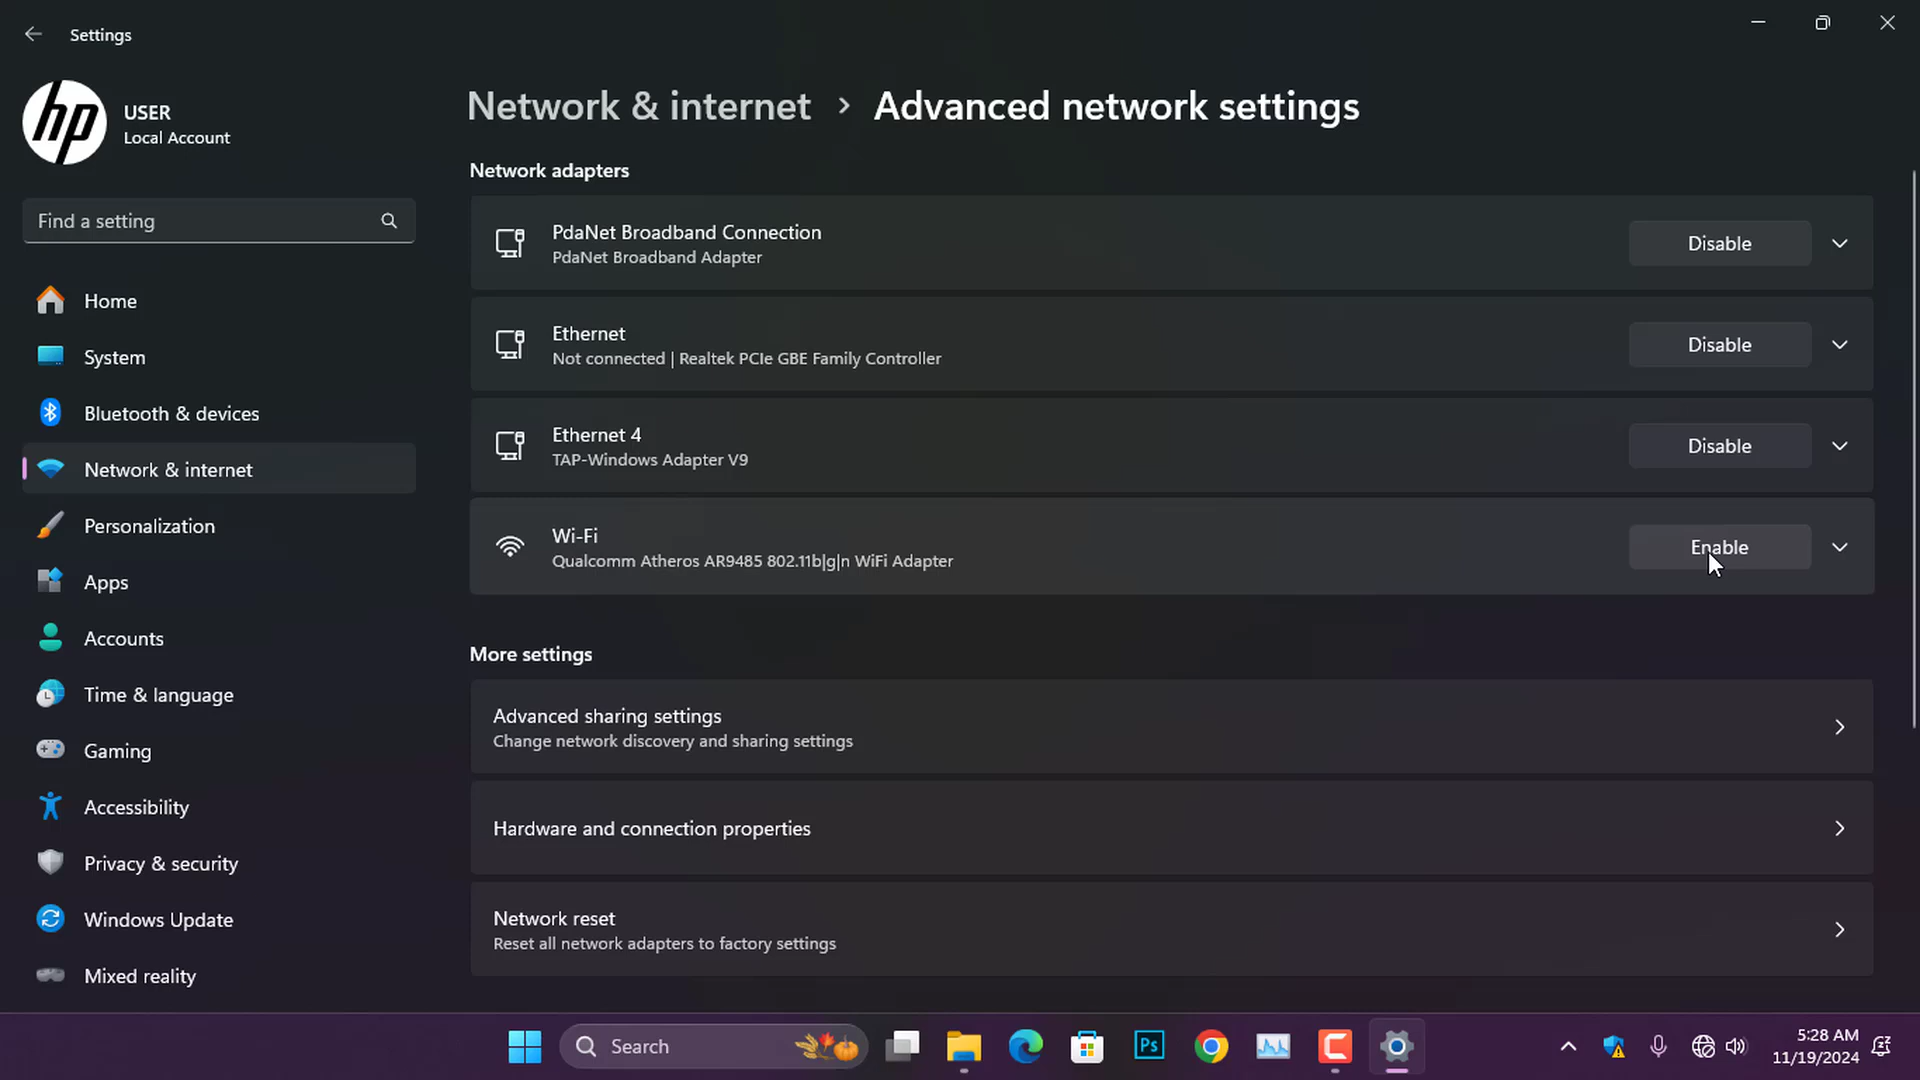 Settings
hp
USER
Local Account
Find a setting
Home
System
Bluetooth & devices
Network & internet
Personalization
Apps
Accounts
Time & language
Gaming
Accessibility
Privacy & security
Windows Update
Mixed reality
Network & internet > Advanced network settings
Network adapters
PdaNet Broadband Connection
PdaNet Broadband Adapter
Disable
Ethernet
Not connected | Realtek PCIe GBE Family Controller
Disable
Ethernet 4
TAP-Windows Adapter V9
Disable
Wi-Fi
Qualcomm Atheros AR9485 802.11b|g|n WiFi Adapter
Enable
More settings
Advanced sharing settings
Change network discovery and sharing settings
Hardware and connection properties
Network reset
Reset all network adapters to factory settings
Search
Ps
5:28 AM
11/19/2024